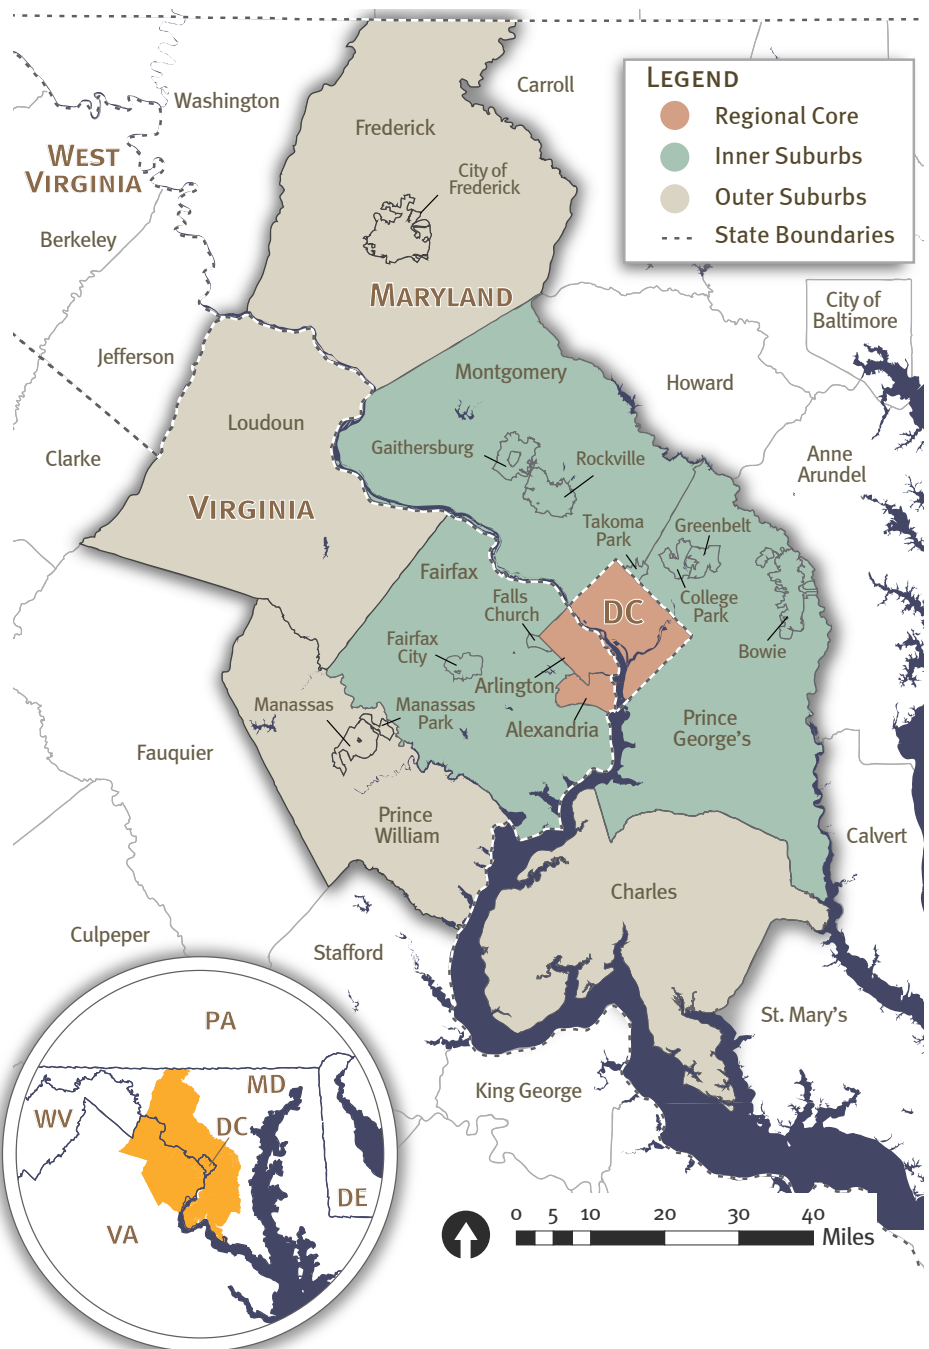 Washington
Carroll
LEGEND
Regional Core
Inner Suburbs
Outer Suburbs
State Boundaries
Frederick
WEST
VIRGINIA
City of
Frederick
Berkeley
MARYLAND
City of
Baltimore
Jefferson
Montgomery
Howard
Loudoun
Gaithersburg
Rockville
Clarke
Anne
Arundel
VIRGINIA
Takoma
Park
Greenbelt
Fairfax
Falls
Church
DC
College
Park
Fairfax
City
Bowie
Arlington
Manassas
Manassas
Park
Alexandria
Prince
George's
Fauquier
Prince
William
Calvert
Charles
Culpeper
Stafford
St. Mary's
King George
PA
MD
WV
DC
DE
VA
0 5 10 20 30 40
Miles